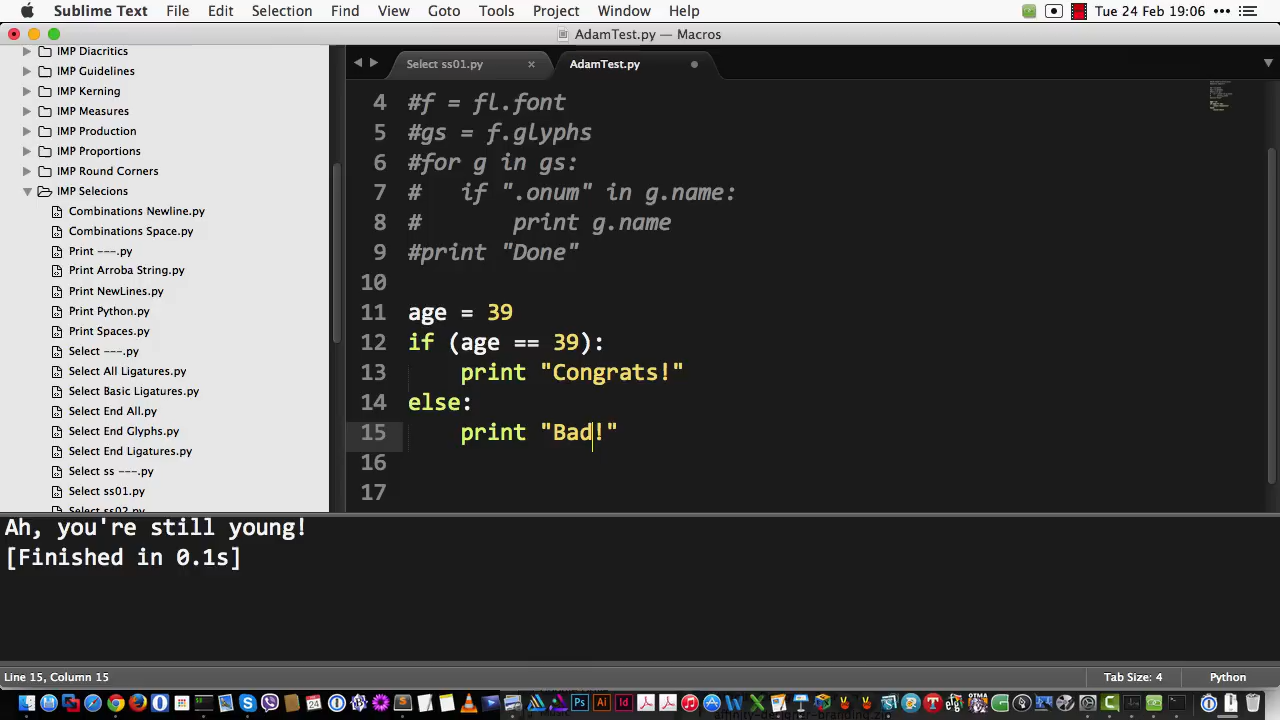 Sublime Text File Edit Selection Find View Goto Tools Project Window Help Tue 24 Feb 19:06
AdamTest.py — Macros
IMP Diacritics
IMP Guidelines
IMP Kerning
IMP Measures
IMP Production
IMP Proportions
IMP Round Corners
IMP Selecions
Combinations Newline.py
Combinations Space.py
Print ---.py
Print Arroba String.py
Print NewLines.py
Print Python.py
Print Spaces.py
Select ---.py
Select All Ligatures.py
Select Basic Ligatures.py
Select End All.py
Select End Glyphs.py
Select End Ligatures.py
Select ss ---.py
Select ss01.py
Select ss02.py
Select ss01.py × AdamTest.py
4 #f = fl.font
5 #gs = f.glyphs
6 #for g in gs:
7 #   if ".onum" in g.name:
8 #       print g.name
9 #print "Done"
10
11 age = 39
12 if (age == 39):
13     print "Congrats!"
14 else:
15     print "Bad!"
16
17
Ah, you're still young!
[Finished in 0.1s]
Line 15, Column 15 Tab Size: 4 Python